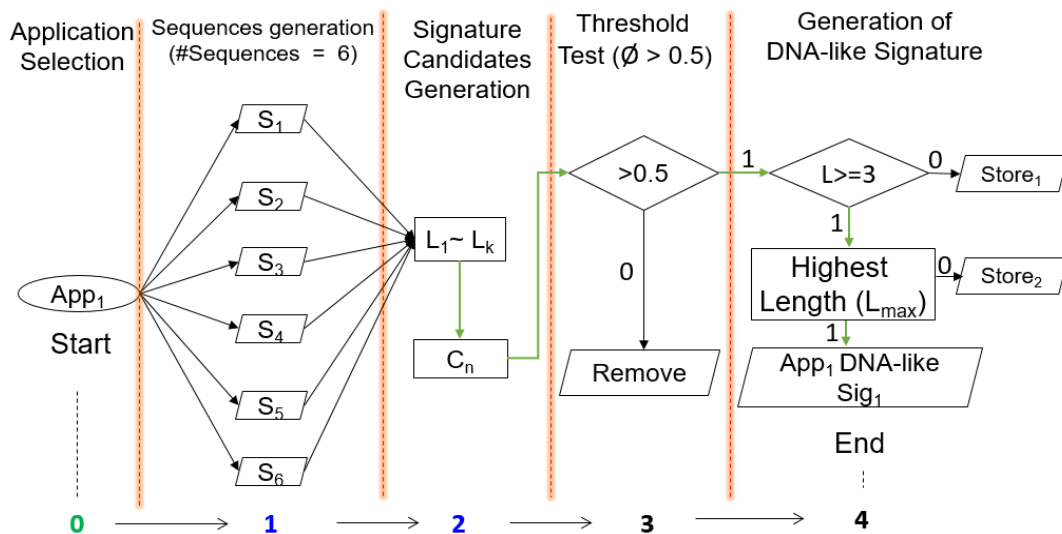 Application
Selection
Sequences generation
(#Sequences = 6)
Signature
Candidates
Generation
Threshold
Test (Ø > 0.5)
Generation of
DNA-like Signature
App₁
Start
S₁
S₂
S₃
S₄
S₅
S₆
L₁~ Lₖ
Cₙ
>0.5
0
Remove
1
L>=3
0
Store₁
1
Highest
Length (Lₘₐₓ)
0
Store₂
1
App₁ DNA-like
Sig₁
End
0
1
2
3
4